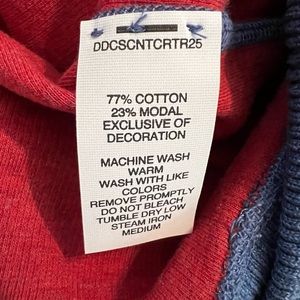 DDCSCNTCRTR25
77% COTTON
23% MODAL
EXCLUSIVE OF
DECORATION
MACHINE WASH
WARM
WASH WITH LIKE
COLORS
REMOVE PROMPTLY
DO NOT BLEACH
TUMBLE DRY LOW
STEAM IRON
MEDIUM